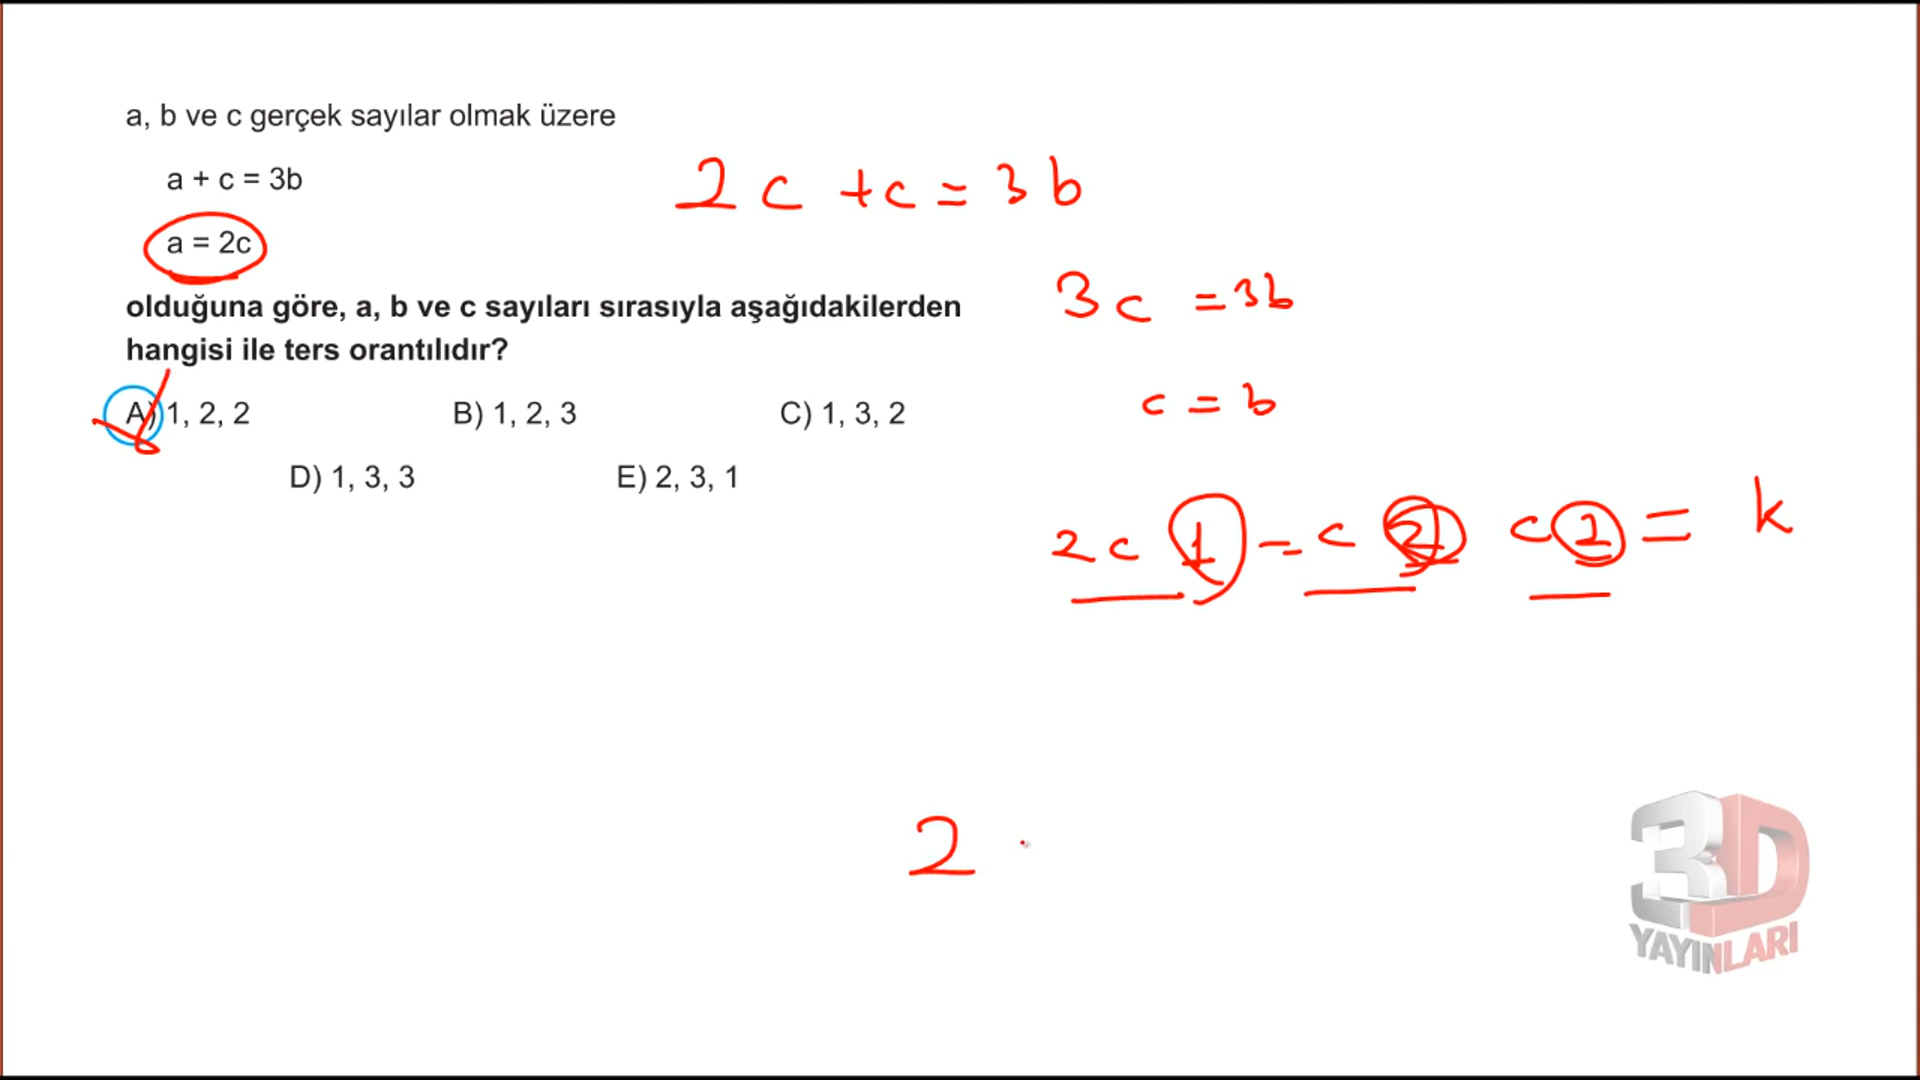 a, b ve c gerçek sayılar olmak üzere
a + c = 3b
a = 2c
olduğuna göre, a, b ve c sayıları sırasıyla aşağıdakilerden
hangisi ile ters orantılıdır?
A) 1, 2, 2 B) 1, 2, 3 C) 1, 3, 2
D) 1, 3, 3 E) 2, 3, 1
2c + c = 3b
3c = 3b
c = b
2c 1 = c 2 c 2 = k
2 .
3D
YAYINLARI